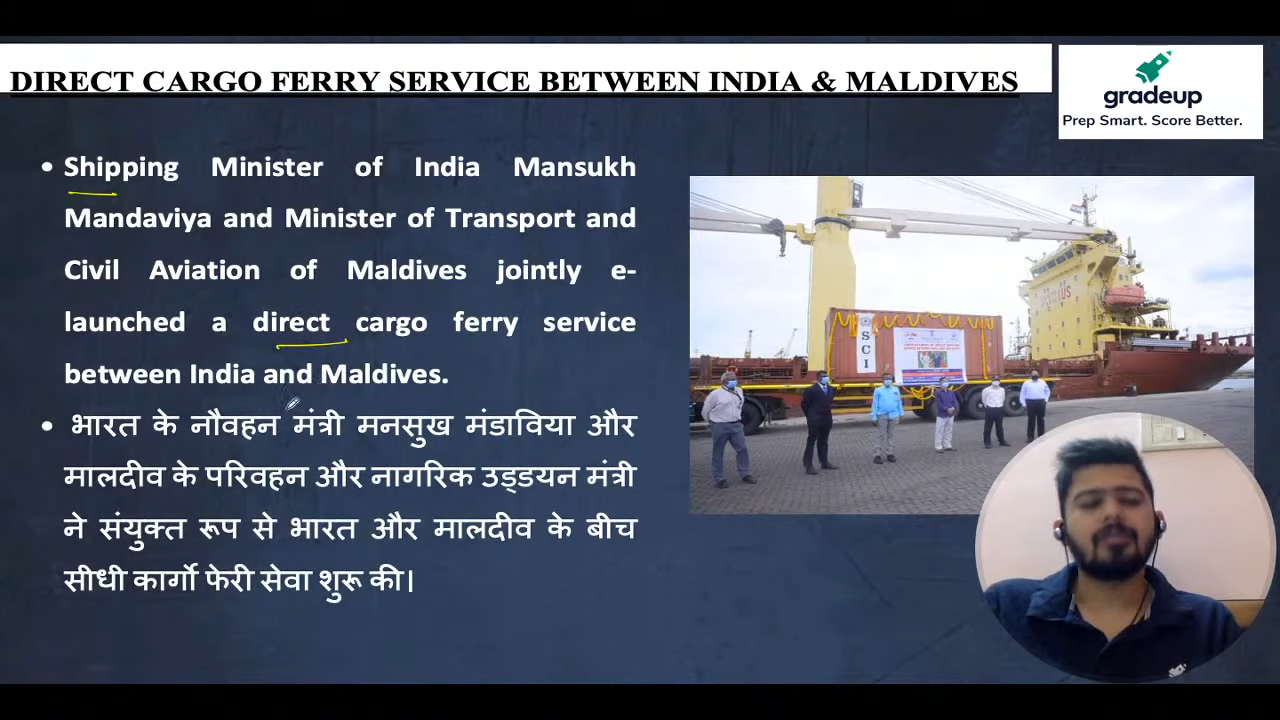 DIRECT CARGO FERRY SERVICE BETWEEN INDIA & MALDIVES
gradeup
Prep Smart. Score Better.
• Shipping Minister of India Mansukh
Mandaviya and Minister of Transport and
Civil Aviation of Maldives jointly e-
launched a direct cargo ferry service
between India and Maldives.
• भारत के नौवहन मंत्री मनसुख मंडाविया और
मालदीव के परिवहन और नागरिक उड्डयन मंत्री
ने संयुक्त रूप से भारत और मालदीव के बीच
सीधी कार्गो फेरी सेवा शुरू की।
SCI